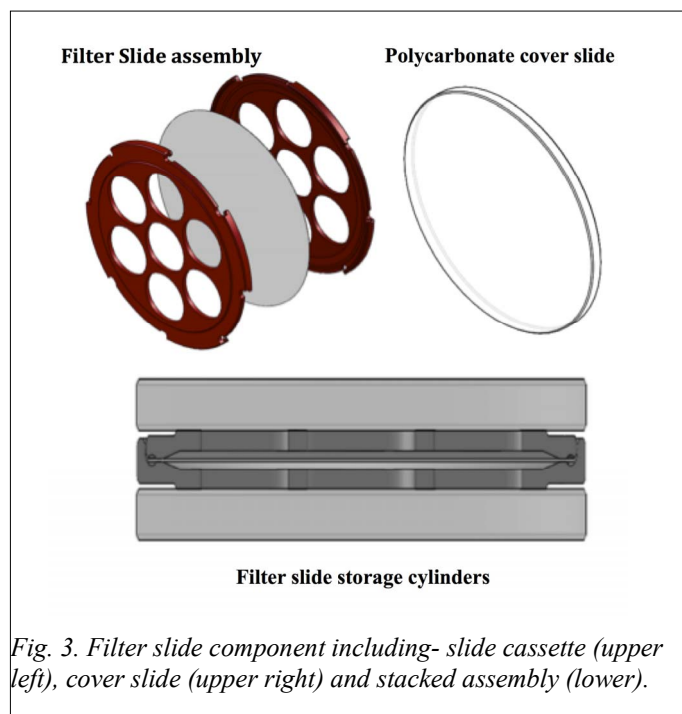 Filter Slide assembly
Polycarbonate cover slide
Filter slide storage cylinders
Fig. 3. Filter slide component including- slide cassette (upper
left), cover slide (upper right) and stacked assembly (lower).